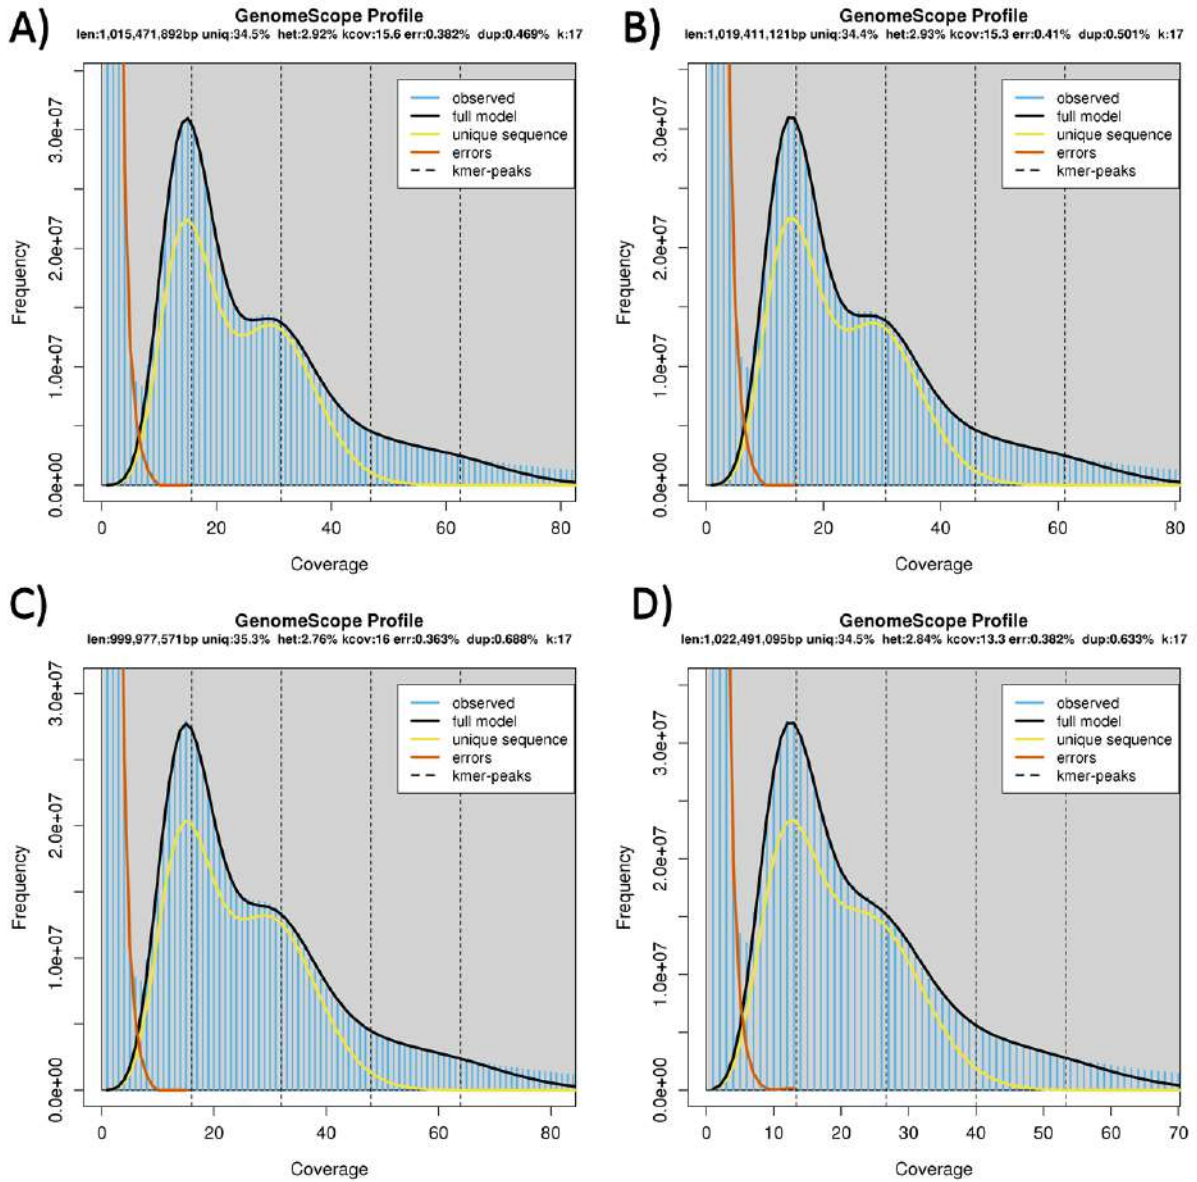 A)
GenomeScope Profile
len:1,015,471,892bp uniq:34.5% het:2.92% kcov:15.6 err:0.382% dup:0.469% k:17
observed
full model
unique sequence
errors
kmer-peaks
Frequency
0.0e+00 1.0e+07 2.0e+07 3.0e+07
0 20 40 60 80
Coverage
B)
GenomeScope Profile
len:1,019,411,121bp uniq:34.4% het:2.93% kcov:15.3 err:0.41% dup:0.501% k:17
observed
full model
unique sequence
errors
kmer-peaks
Frequency
0.0e+00 1.0e+07 2.0e+07 3.0e+07
0 20 40 60 80
Coverage
C)
GenomeScope Profile
len:999,977,571bp uniq:35.3% het:2.76% kcov:16 err:0.363% dup:0.688% k:17
observed
full model
unique sequence
errors
kmer-peaks
Frequency
0.0e+00 1.0e+07 2.0e+07 3.0e+07
0 20 40 60 80
Coverage
D)
GenomeScope Profile
len:1,022,491,095bp uniq:34.5% het:2.84% kcov:13.3 err:0.382% dup:0.633% k:17
observed
full model
unique sequence
errors
kmer-peaks
Frequency
0.0e+00 1.0e+07 2.0e+07 3.0e+07
0 10 20 30 40 50 60 70
Coverage